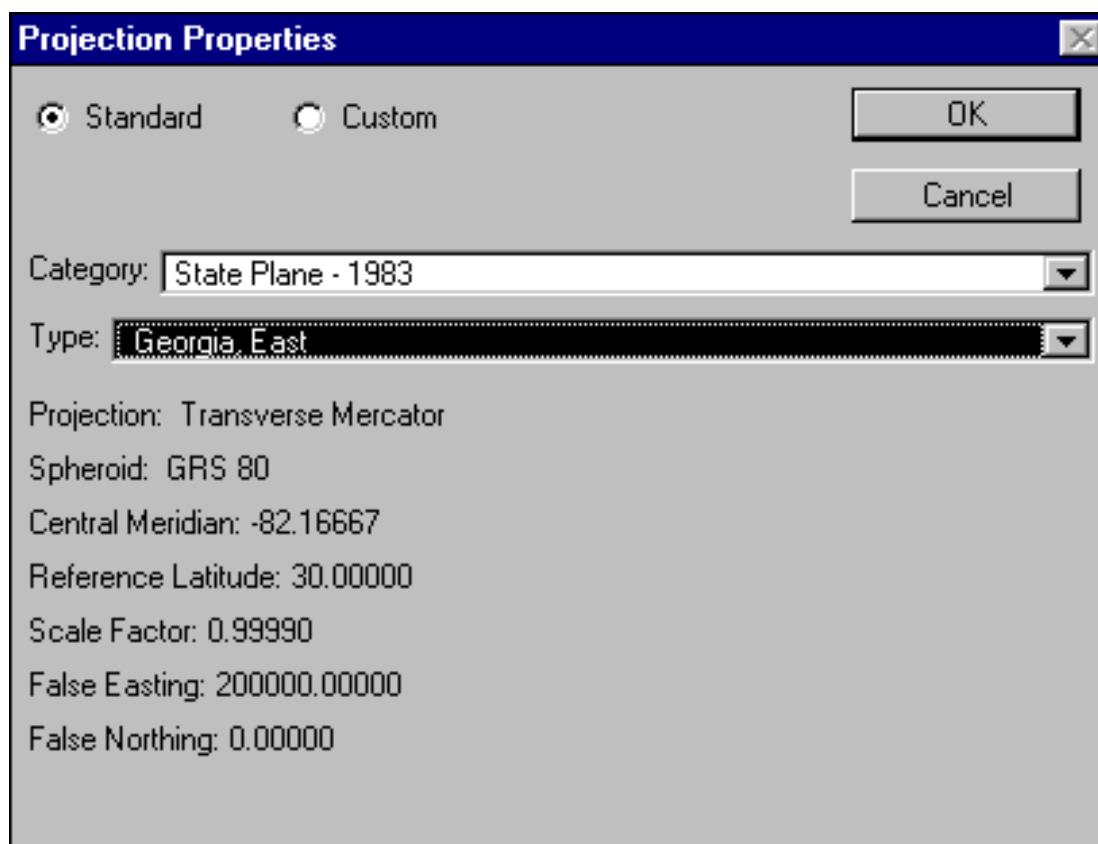 Projection Properties
Standard Custom OK
Cancel
Category: State Plane - 1983
Type: Georgia, East
Projection: Transverse Mercator
Spheroid: GRS 80
Central Meridian: -82.16667
Reference Latitude: 30.00000
Scale Factor: 0.99990
False Easting: 200000.00000
False Northing: 0.00000